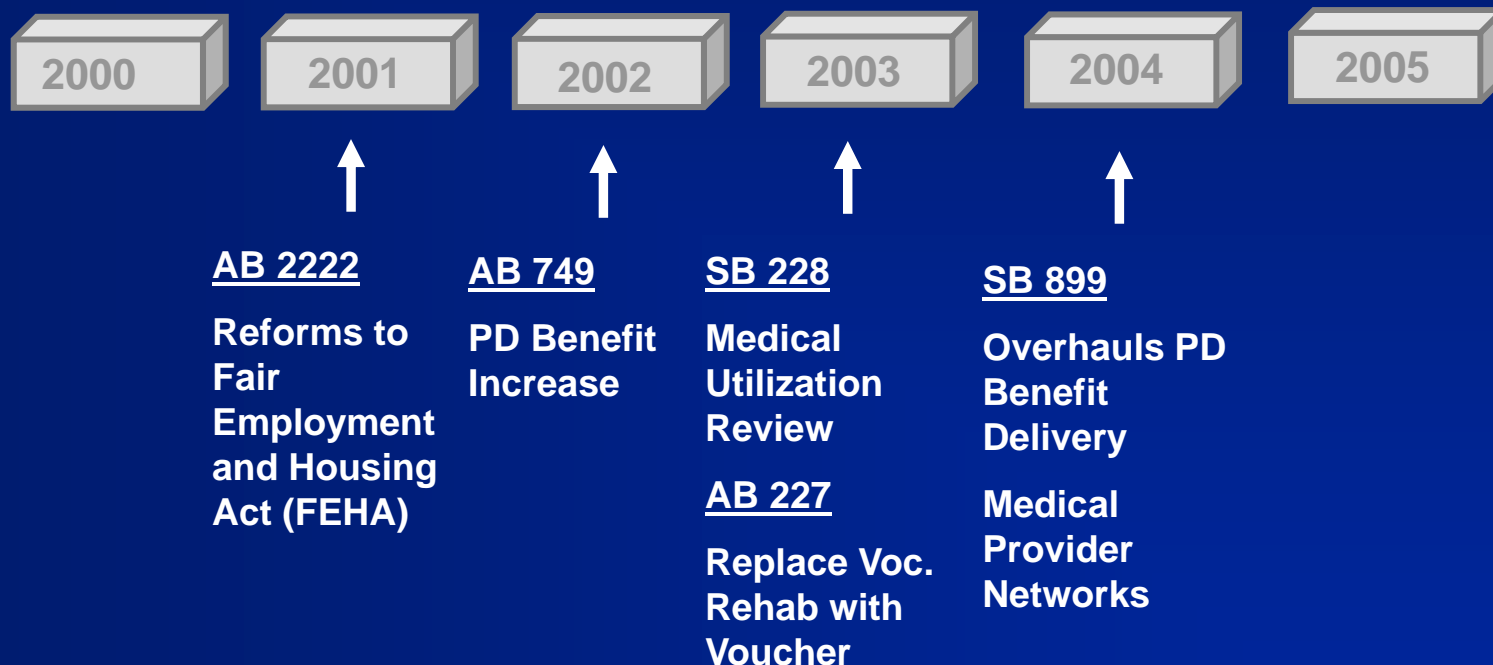 2000
2001
2002
2003
2004
2005
AB 2222
Reforms to
Fair
Employment
and Housing
Act (FEHA)
AB 749
PD Benefit
Increase
SB 228
Medical
Utilization
Review
AB 227
Replace Voc.
Rehab with
Voucher
SB 899
Overhauls PD
Benefit
Delivery
Medical
Provider
Networks